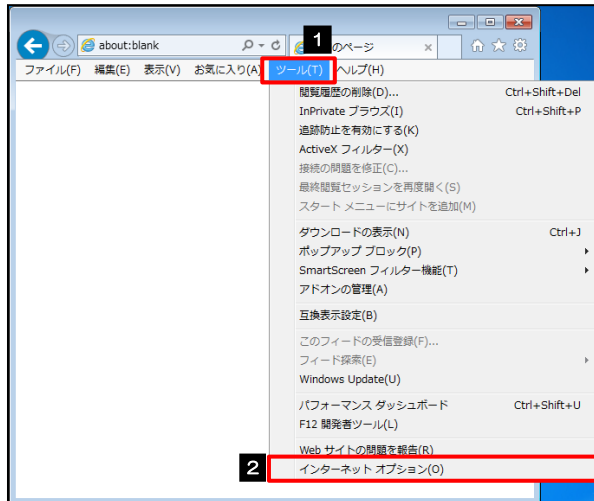 about:blank
1
のページ
ファイル(F) 編集(E) 表示(V) お気に入り(A) ツール(T) ヘルプ(H)
閲覧履歴の削除(D)... Ctrl+Shift+Del
InPrivate ブラウズ(I) Ctrl+Shift+P
追跡防止を有効にする(K)
ActiveX フィルター(X)
接続の問題を修正(C)...
最終閲覧セッションを再度開く(S)
スタート メニューにサイトを追加(M)
ダウンロードの表示(N) Ctrl+J
ポップアップ ブロック(P)
SmartScreen フィルター機能(T)
アドオンの管理(A)
互換表示設定(B)
このフィードの受信登録(F)...
フィード探索(E)
Windows Update(U)
パフォーマンス ダッシュボード Ctrl+Shift+U
F12 開発者ツール(L)
Web サイトの問題を報告(R)
2 インターネット オプション(O)